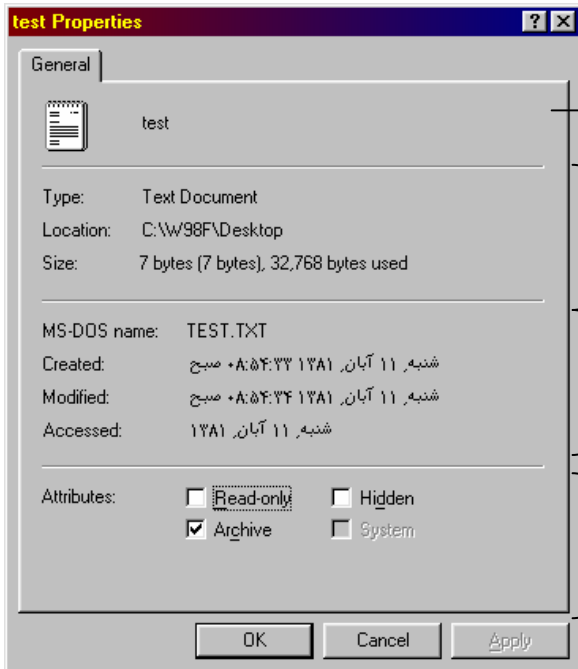 test Properties
General
test
Type: Text Document
Location: C:\W98F\Desktop
Size: 7 bytes (7 bytes), 32,768 bytes used
MS-DOS name: TEST.TXT
Created: شنبه, ۱۱ آبان, ۱۳۸۱ ۰۸:۵۴:۳۳ صبح
Modified: شنبه, ۱۱ آبان, ۱۳۸۱ ۰۸:۵۴:۳۴ صبح
Accessed: شنبه, ۱۱ آبان, ۱۳۸۱
Attributes: Read-only Hidden
Archive System
OK Cancel Apply